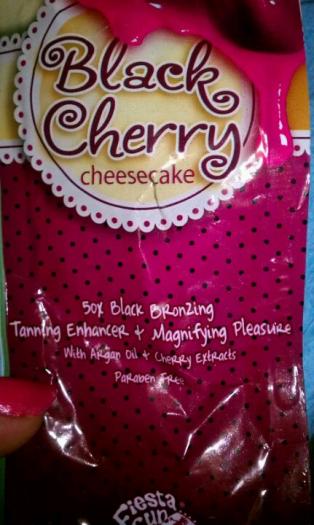 Black
Cherry
cheesecake
50x Black Bronzing
Tanning Enhancer + Magnifying Pleasure
With Argan Oil + Cherry Extracts
Paraben Free
Fiesta
Sun